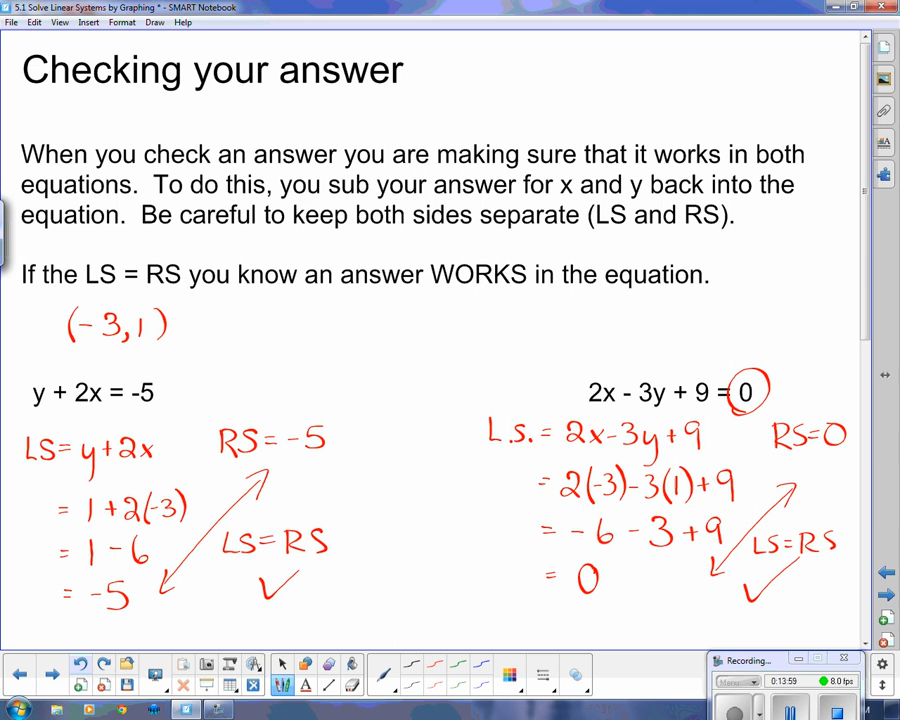 5.1 Solve Linear Systems by Graphing * - SMART Notebook
File Edit View Insert Format Draw Help
Checking your answer
When you check an answer you are making sure that it works in both
equations. To do this, you sub your answer for x and y back into the
equation. Be careful to keep both sides separate (LS and RS).
If the LS = RS you know an answer WORKS in the equation.
(-3,1)
y + 2x = -5
LS= y+2x
RS= -5
= 1+2(-3)
= 1-6
= -5
LS=RS
2x - 3y + 9 = 0
L.s. = 2x-3y+9
RS=0
= 2(-3)-3(1)+9
= -6-3+9
= 0
LS=RS
Recording...
Menu
0:13:59
8.0 fps